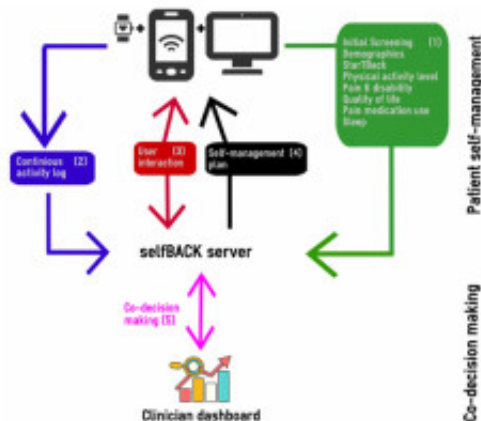 Initial Screening (1)
Demographics
StarTBack
Physical activity level
Pain & disability
Quality of life
Pain medication use
Sleep
Patient self-management
Continious (2)
activity log
User (3)
interaction
Self-management (4)
plan
selfBACK server
Co-decision
making (5)
Clinician dashboard
Co-decision making